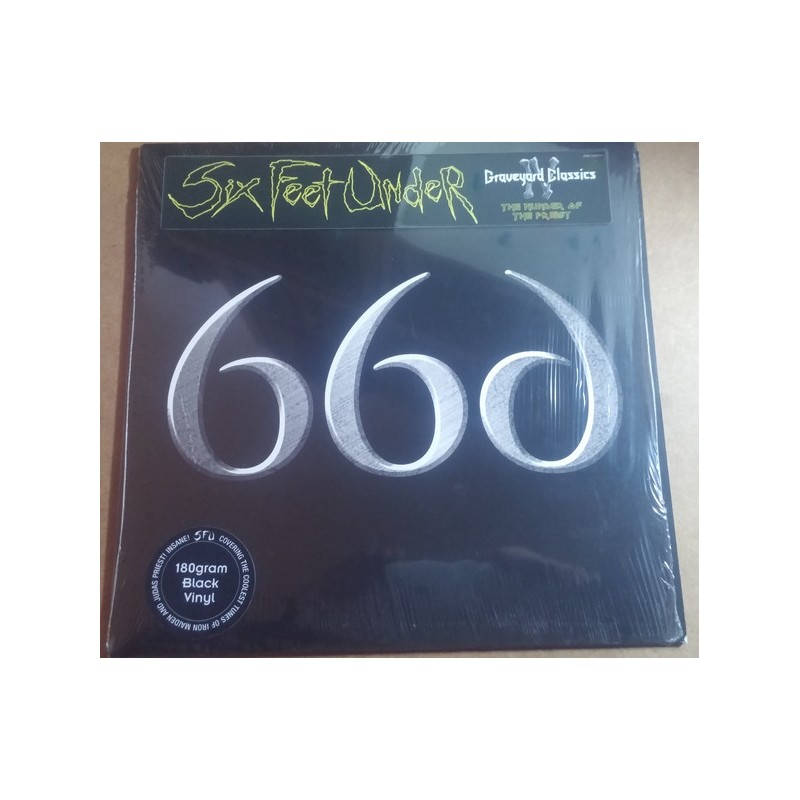 Six Feet Under
Graveyard Classics
IV
THE NUMBER OF
THE PRIEST
666
INSANE! SFU COVERING THE COOLEST TUNES OF IRON MAIDEN AND JUDAS PRIEST!
180gram
Black
Vinyl